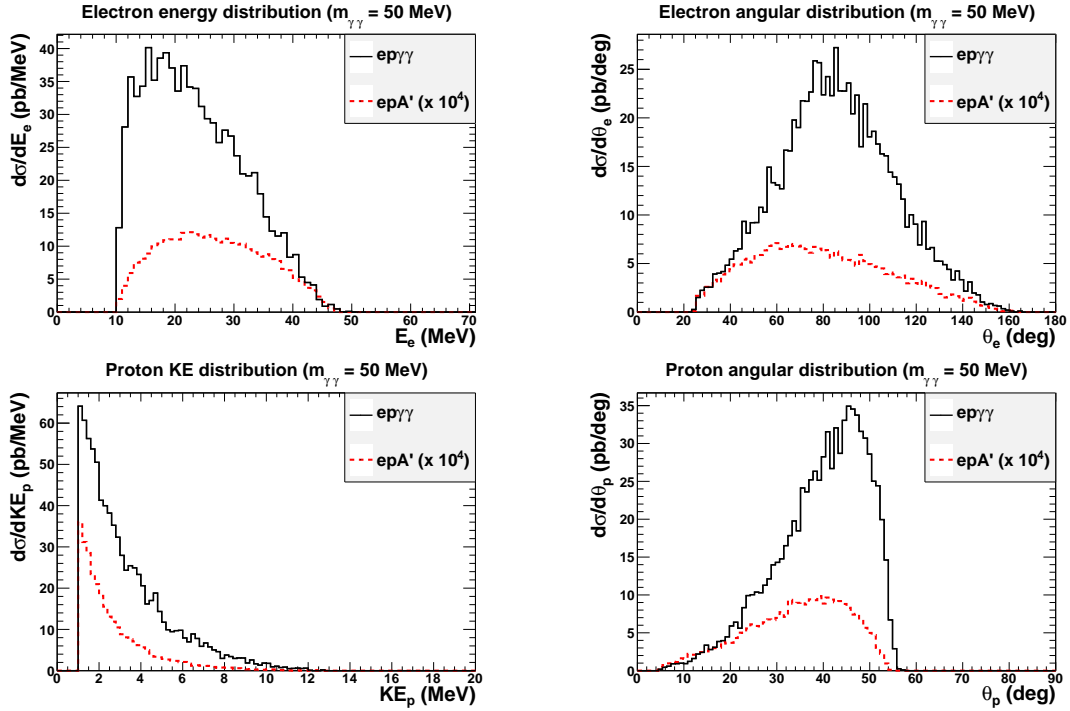 Electron energy distribution (mγγ = 50 MeV)
dσ/dEe (pb/MeV)
40
35
30
25
20
15
10
5
0
epγγ
epA' (x 10⁴)
0 10 20 30 40 50 60 70
Ee (MeV)
Electron angular distribution (mγγ = 50 MeV)
dσ/dθe (pb/deg)
25
20
15
10
5
0
epγγ
epA' (x 10⁴)
0 20 40 60 80 100 120 140 160 180
θe (deg)
Proton KE distribution (mγγ = 50 MeV)
dσ/dKEp (pb/MeV)
60
50
40
30
20
10
0
epγγ
epA' (x 10⁴)
0 2 4 6 8 10 12 14 16 18 20
KEp (MeV)
Proton angular distribution (mγγ = 50 MeV)
dσ/dθp (pb/deg)
35
30
25
20
15
10
5
0
epγγ
epA' (x 10⁴)
0 10 20 30 40 50 60 70 80 90
θp (deg)